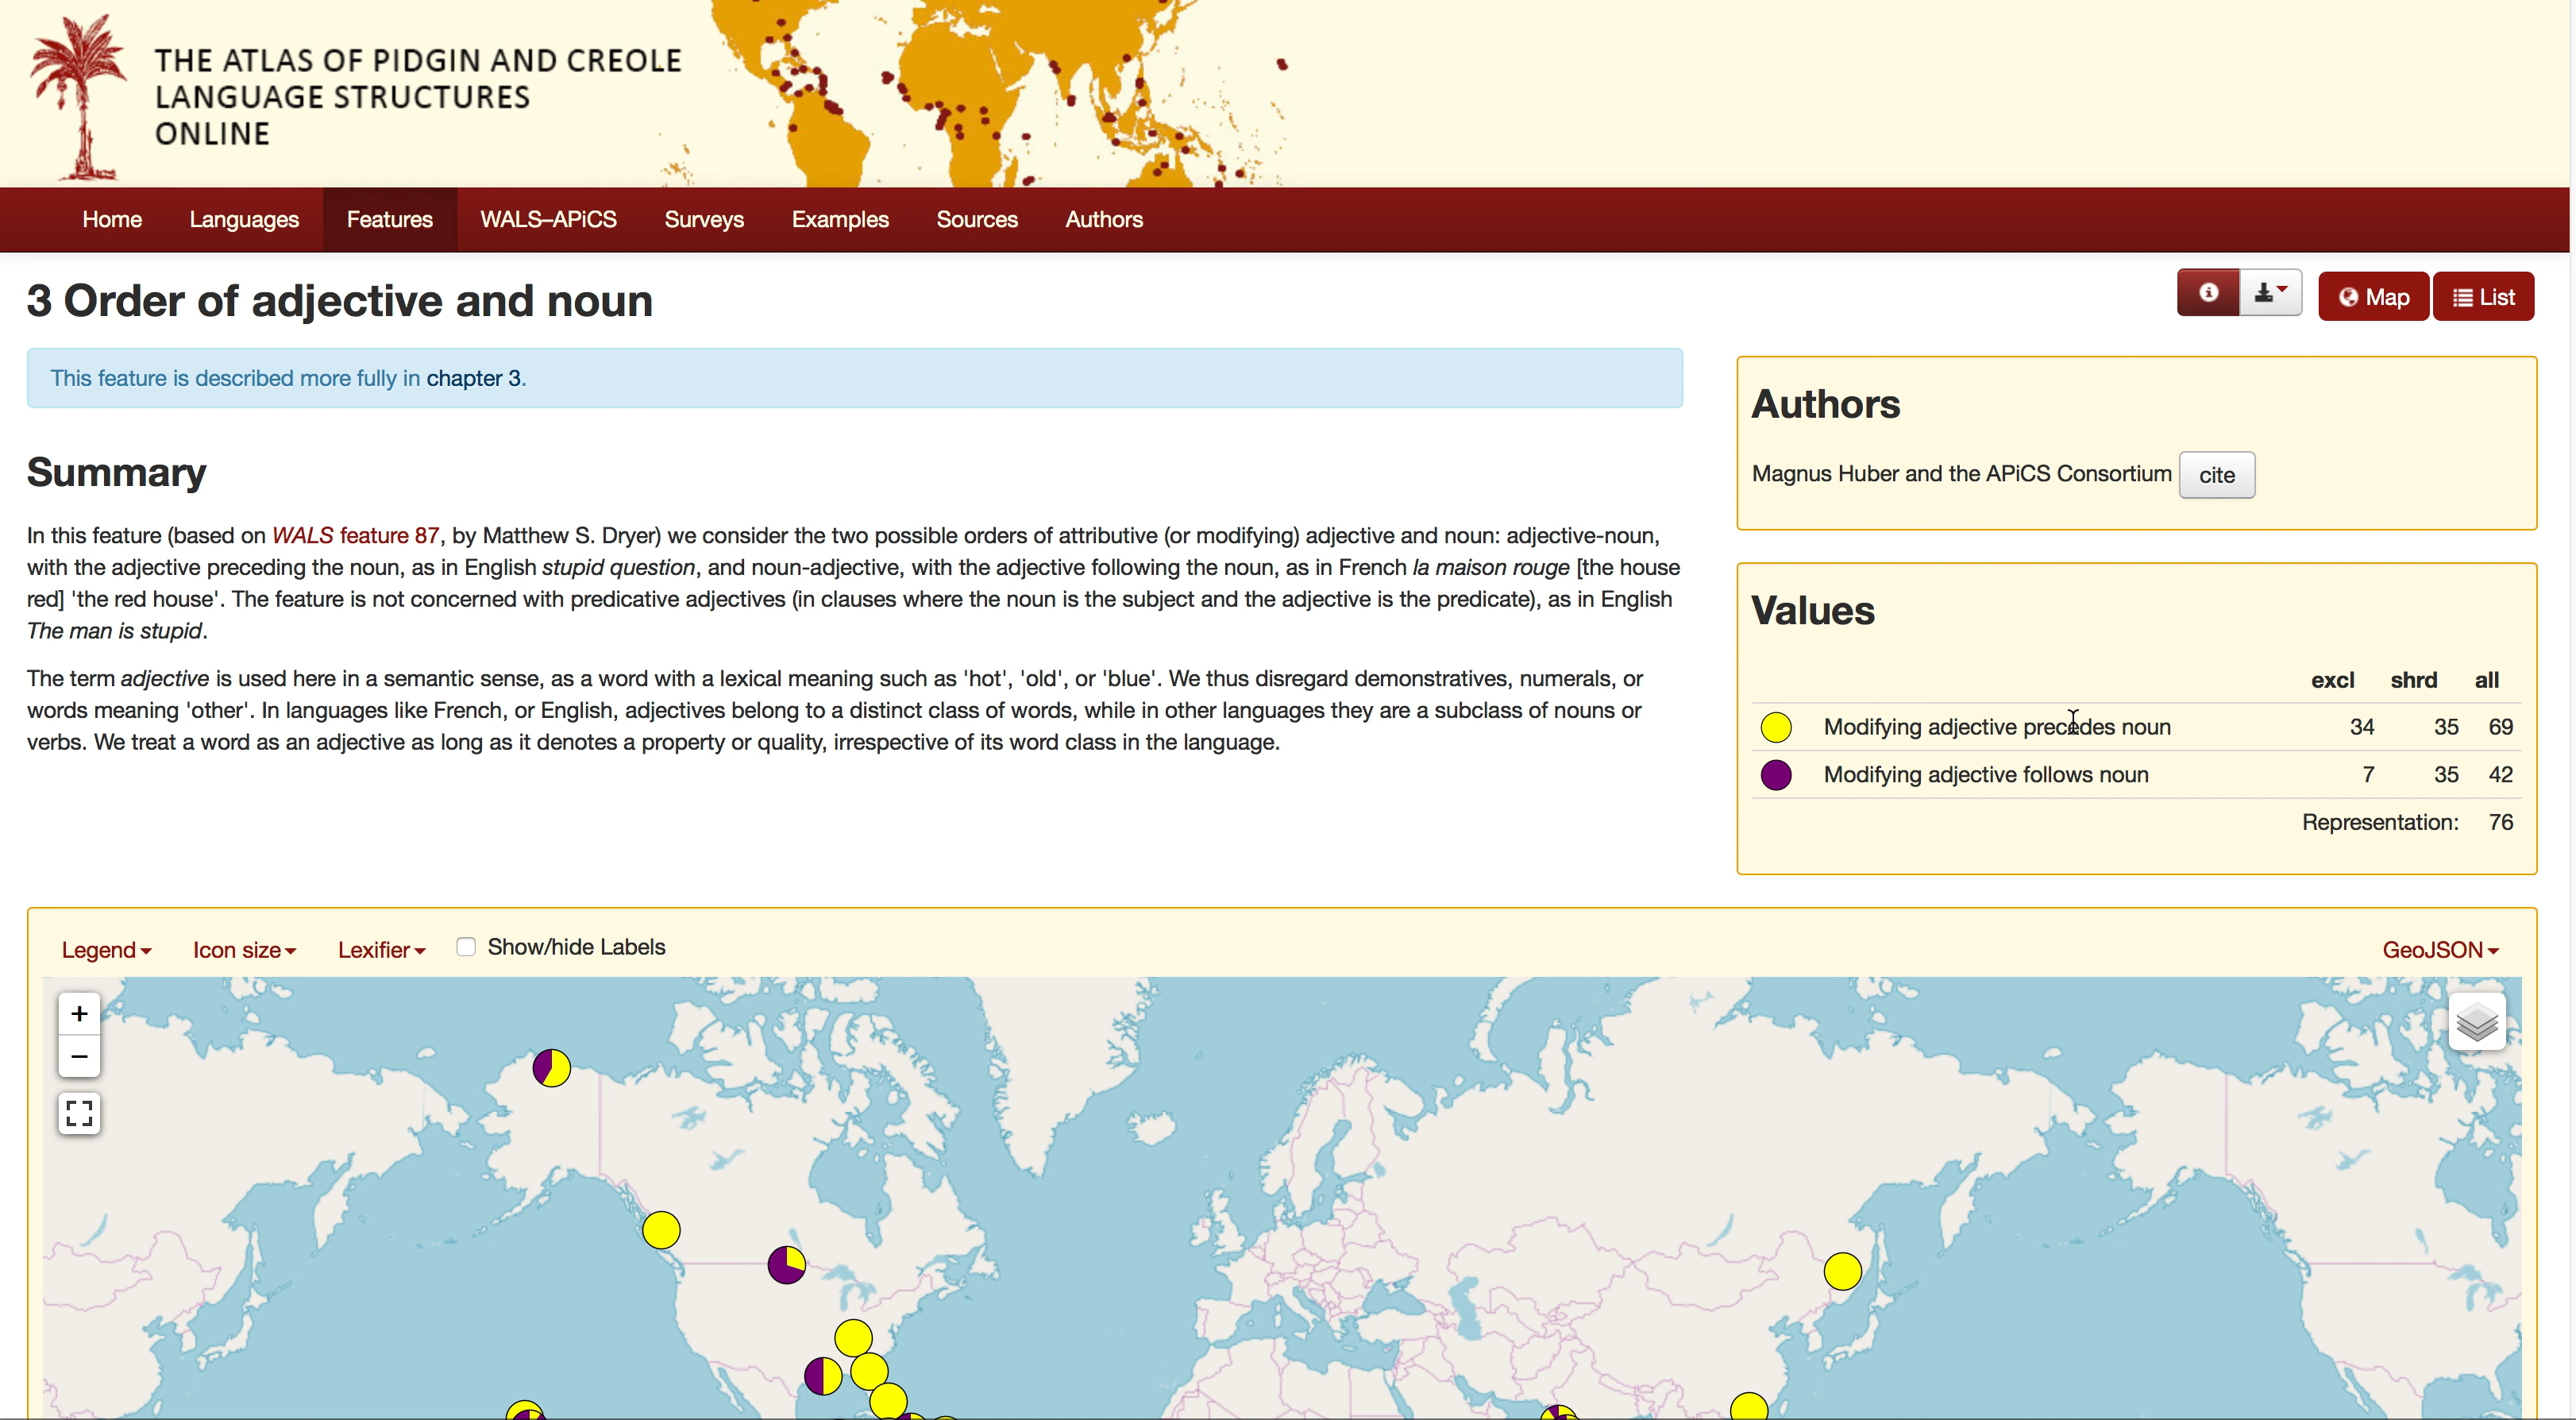 THE ATLAS OF PIDGIN AND CREOLE
LANGUAGE STRUCTURES
ONLINE
Home Languages Features WALS–APiCS Surveys Examples Sources Authors
3 Order of adjective and noun
Map List
This feature is described more fully in chapter 3.
Summary
In this feature (based on WALS feature 87, by Matthew S. Dryer) we consider the two possible orders of attributive (or modifying) adjective and noun: adjective-noun,
with the adjective preceding the noun, as in English stupid question, and noun-adjective, with the adjective following the noun, as in French la maison rouge [the house
red] 'the red house'. The feature is not concerned with predicative adjectives (in clauses where the noun is the subject and the adjective is the predicate), as in English
The man is stupid.
The term adjective is used here in a semantic sense, as a word with a lexical meaning such as 'hot', 'old', or 'blue'. We thus disregard demonstratives, numerals, or
words meaning 'other'. In languages like French, or English, adjectives belong to a distinct class of words, while in other languages they are a subclass of nouns or
verbs. We treat a word as an adjective as long as it denotes a property or quality, irrespective of its word class in the language.
Authors
Magnus Huber and the APiCS Consortium cite
Values
excl shrd all
Modifying adjective precedes noun 34 35 69
Modifying adjective follows noun 7 35 42
Representation: 76
Legend Icon size Lexifier Show/hide Labels GeoJSON
+
−